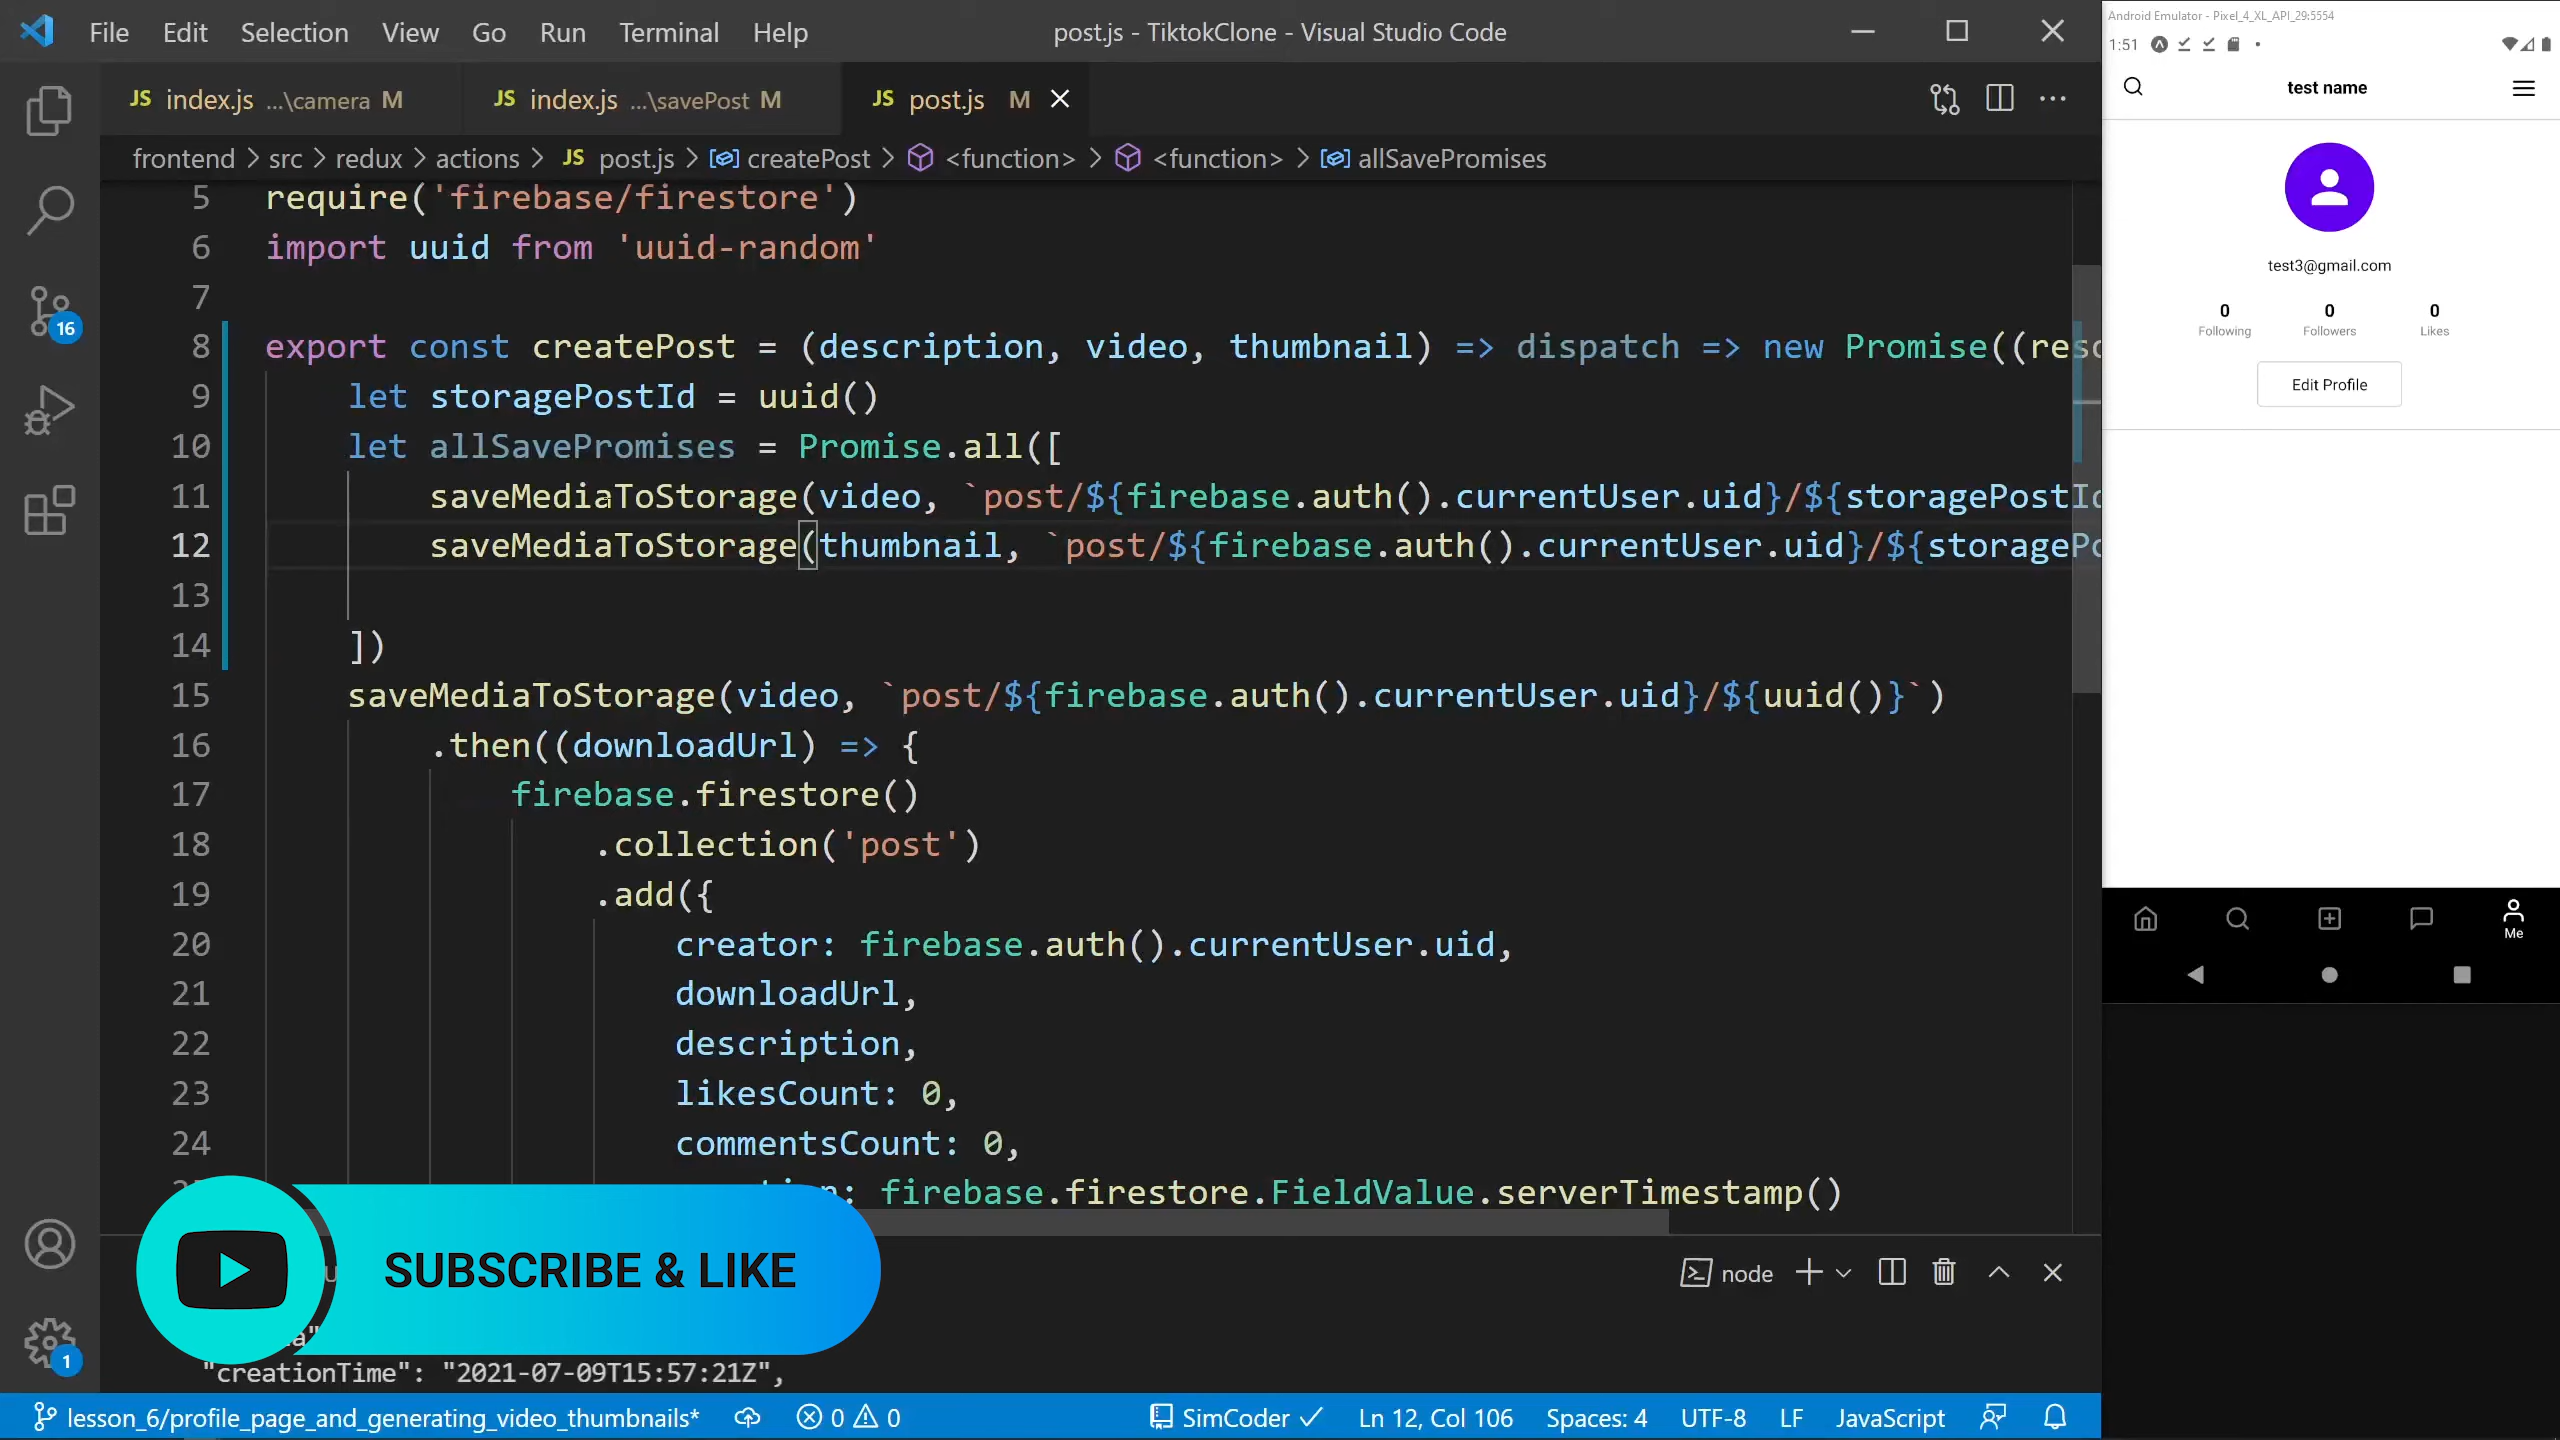 File Edit Selection View Go Run Terminal Help post.js - TiktokClone - Visual Studio Code
JS index.js ...\camera M JS index.js ...\savePost M JS post.js M
frontend > src > redux > actions > JS post.js > createPost > <function> > <function> > allSavePromises
5 require('firebase/firestore')
6 import uuid from 'uuid-random'
7
8 export const createPost = (description, video, thumbnail) => dispatch => new Promise((reso
9 let storagePostId = uuid()
10 let allSavePromises = Promise.all([
11 saveMediaToStorage(video, `post/${firebase.auth().currentUser.uid}/${storagePostId
12 saveMediaToStorage(thumbnail, `post/${firebase.auth().currentUser.uid}/${storagePo
13
14 ])
15 saveMediaToStorage(video, `post/${firebase.auth().currentUser.uid}/${uuid()}`)
16 .then((downloadUrl) => {
17 firebase.firestore()
18 .collection('post')
19 .add({
20 creator: firebase.auth().currentUser.uid,
21 downloadUrl,
22 description,
23 likesCount: 0,
24 commentsCount: 0,
firebase.firestore.FieldValue.serverTimestamp()
SUBSCRIBE & LIKE
node
"creationTime": "2021-07-09T15:57:21Z",
16
1
lesson_6/profile_page_and_generating_video_thumbnails* 0 0 SimCoder Ln 12, Col 106 Spaces: 4 UTF-8 LF JavaScript
Android Emulator - Pixel_4_XL_API_29:5554
1:51
test name
test3@gmail.com
0 0 0
Following Followers Likes
Edit Profile
Me